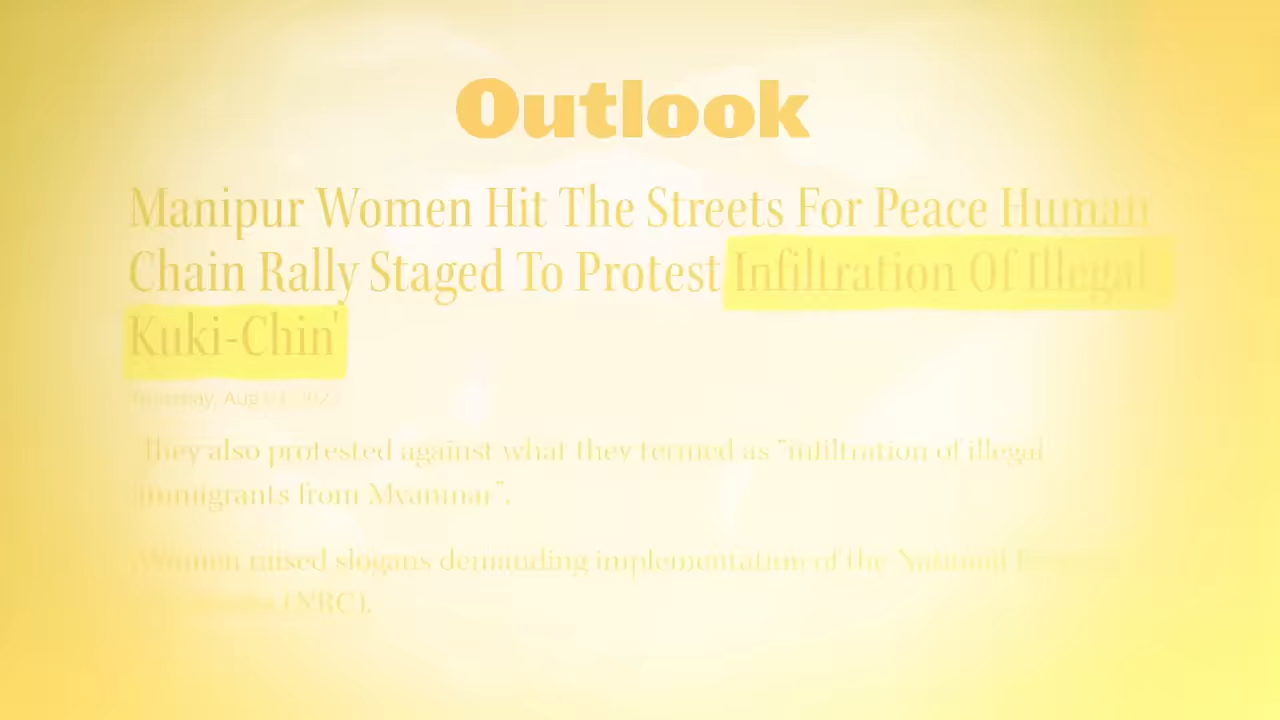 Outlook
Manipur Women Hit The Streets For Peace Human
Chain Rally Staged To Protest Infiltration Of Illegal
Kuki-Chin'
Aug
They also protested against what they termed as "infiltration of illegal
immigrants from Myanmar".
Women raised slogans demanding implementation of the National
(NRC).